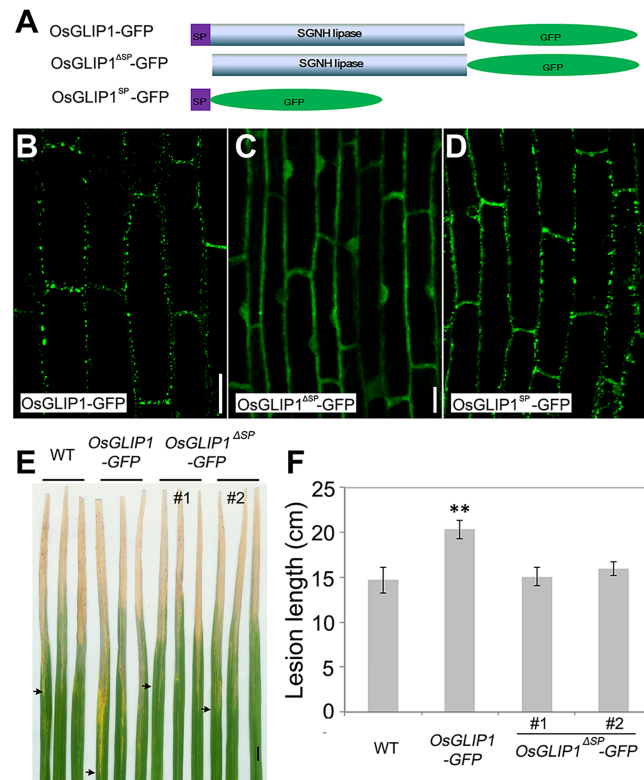 A
OsGLIP1-GFP
SP SGNH lipase GFP
OsGLIP1ΔSP-GFP
SGNH lipase GFP
OsGLIP1SP-GFP
SP GFP
B C D
OsGLIP1-GFP OsGLIP1ΔSP-GFP OsGLIP1SP-GFP
E
WT OsGLIP1 -GFP OsGLIP1ΔSP -GFP
#1 #2
F
Lesion length (cm)
25
20
15
10
5
0
**
#1 #2
WT OsGLIP1 -GFP OsGLIP1ΔSP-GFP